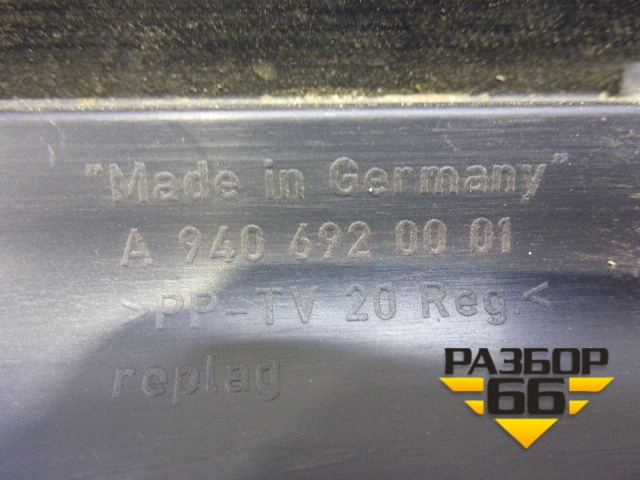 "Made in Germany"
A 940 692 00 01
>PP-TV 20 Reg.<
replag
РАЗБОР
66